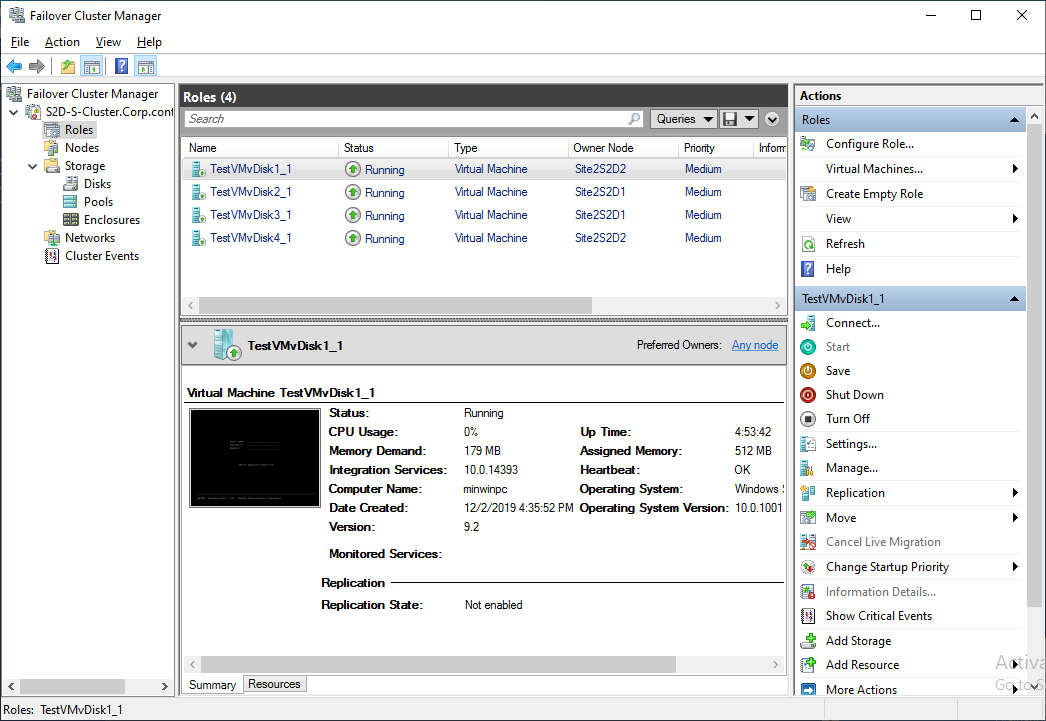 Failover Cluster Manager
File Action View Help
Failover Cluster Manager
S2D-S-Cluster.Corp.cont
Roles
Nodes
Storage
Disks
Pools
Enclosures
Networks
Cluster Events
Roles (4)
Search Queries
Name Status Type Owner Node Priority Inform
TestVMvDisk1_1 Running Virtual Machine Site2S2D2 Medium
TestVMvDisk2_1 Running Virtual Machine Site2S2D1 Medium
TestVMvDisk3_1 Running Virtual Machine Site2S2D1 Medium
TestVMvDisk4_1 Running Virtual Machine Site2S2D2 Medium
TestVMvDisk1_1 Preferred Owners: Any node
Virtual Machine TestVMvDisk1_1
Status: Running
CPU Usage: 0% Up Time: 4:53:42
Memory Demand: 179 MB Assigned Memory: 512 MB
Integration Services: 10.0.14393 Heartbeat: OK
Computer Name: minwinpc Operating System: Windows S
Date Created: 12/2/2019 4:35:52 PM Operating System Version: 10.0.1001
Version: 9.2
Monitored Services:
Replication
Replication State: Not enabled
Summary Resources
Actions
Roles
Configure Role...
Virtual Machines...
Create Empty Role
View
Refresh
Help
TestVMvDisk1_1
Connect...
Start
Save
Shut Down
Turn Off
Settings...
Manage...
Replication
Move
Cancel Live Migration
Change Startup Priority
Information Details...
Show Critical Events
Add Storage
Add Resource
More Actions
Activa
Go to S
Roles: TestVMvDisk1_1